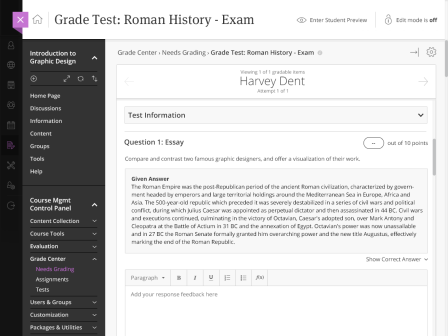 Grade Test: Roman History - Exam
Enter Student Preview
Edit mode is off
Introduction to
Graphic Design
Home Page
Discussions
Information
Content
Groups
Tools
Help
Course Mgmt
Control Panel
Content Collection
Course Tools
Evaluation
Grade Center
Needs Grading
Assignments
Tests
Users & Groups
Customization
Packages & Utilities
Grade Center › Needs Grading › Grade Test: Roman History - Exam
Viewing 1 of 1 gradable items
Harvey Dent
Attempt 1 of 1
Test Information
Question 1: Essay
-- out of 10 points
Compare and contrast two famous graphic designers, and offer a visualization of their work.
Given Answer
The Roman Empire was the post-Republican period of the ancient Roman civilization, characterized by govern-
ment headed by emperors and large territorial holdings around the Mediterranean Sea in Europe, Africa and
Asia. The 500-year-old republic which preceded it was severely destabilized in a series of civil wars and political
conflict, during which Julius Caesar was appointed as perpetual dictator and then assassinated in 44 BC. Civil wars
and executions continued, culminating in the victory of Octavian, Caesar's adopted son, over Mark Antony and
Cleopatra at the Battle of Actium in 31 BC and the annexation of Egypt. Octavian's power was now unassailable
and in 27 BC the Roman Senate formally granted him overarching power and the new title Augustus, effectively
marking the end of the Roman Republic.
Show Correct Answer
Paragraph B I U f(x)
Add your response feedback here